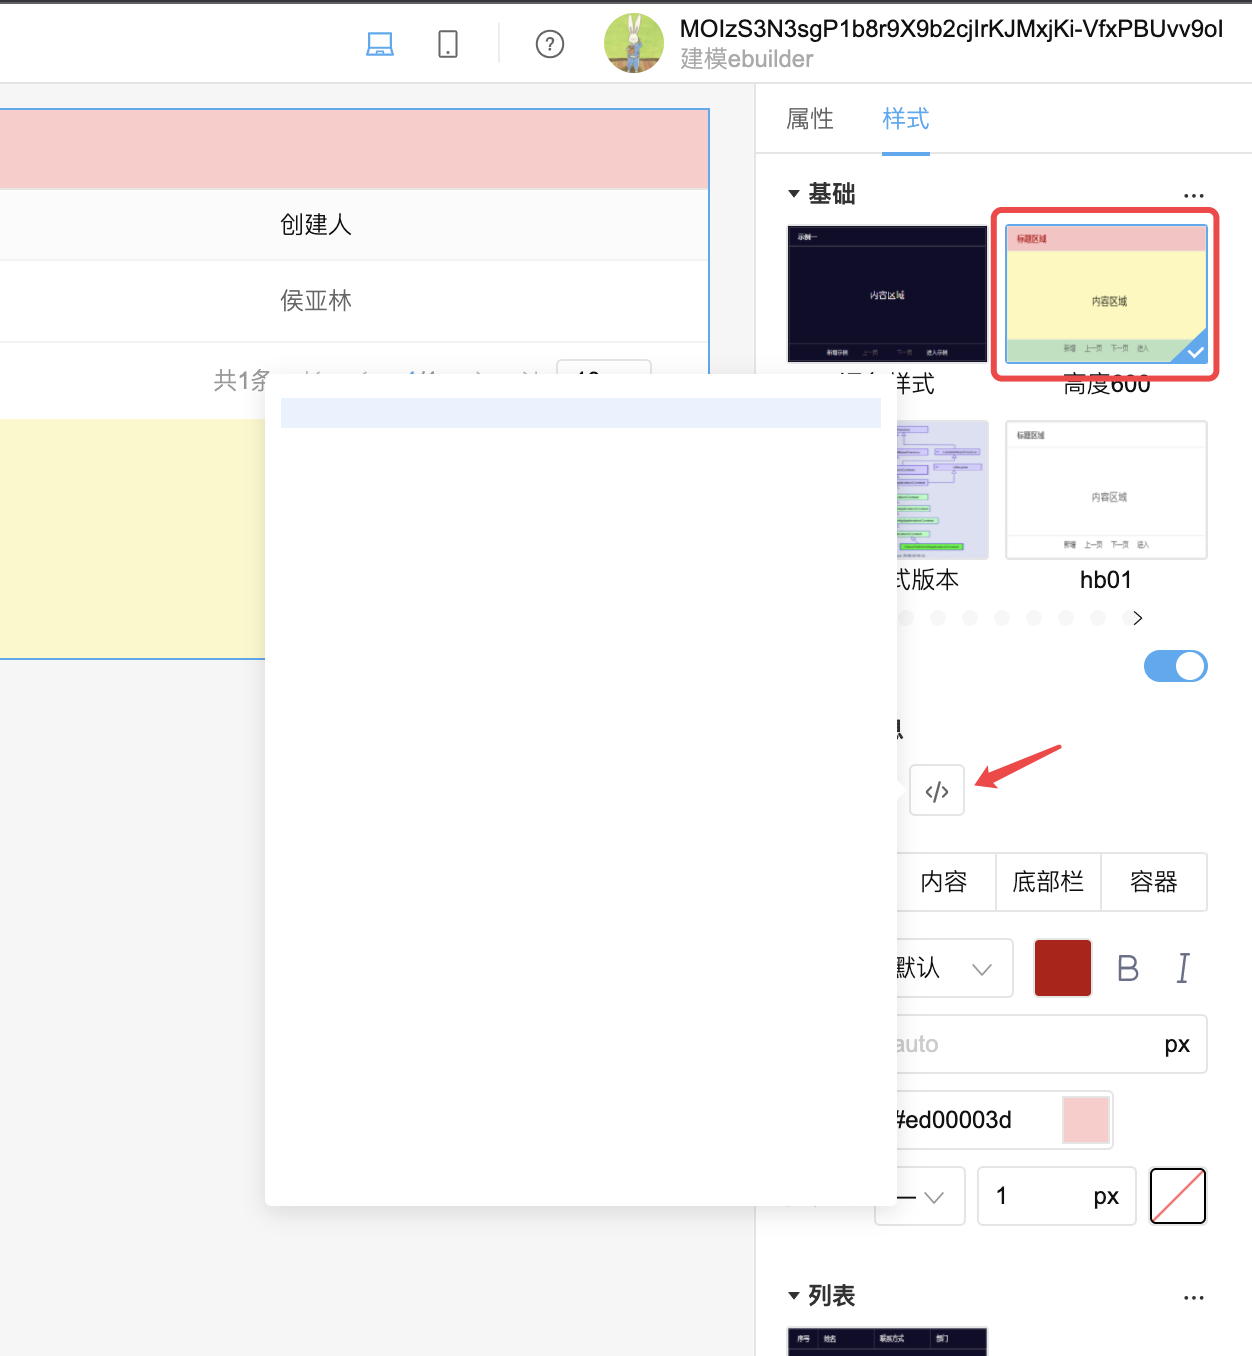 MOIzS3N3sgP1b8r9X9b2cjIrKJMxjKi-VfxPBUvv9oI
建模ebuilder
属性
样式
基础
...
创建人
侯亚林
共1条
示例一
内容区域
新增示例 上一页 下一页 进入示例
样式
标题区域
内容区域
新增 上一页 下一页 进入
高度600
式版本
标题区域
内容区域
新增 上一页 下一页 进入
hb01
</>
内容
底部栏
容器
默认
B
I
auto
px
#ed00003d
1
px
列表
...
序号 姓名 联系方式 部门